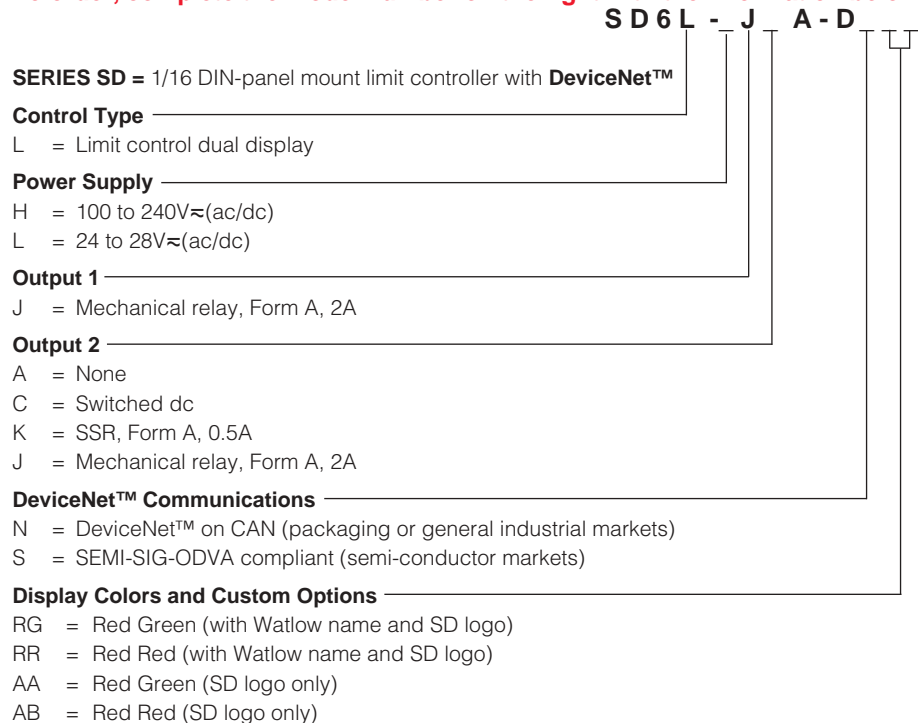 SD6L -_ J _ A-D _ _ _
SERIES SD = 1/16 DIN-panel mount limit controller with DeviceNet™
Control Type
L = Limit control dual display
Power Supply
H = 100 to 240V≂(ac/dc)
L = 24 to 28V≂(ac/dc)
Output 1
J = Mechanical relay, Form A, 2A
Output 2
A = None
C = Switched dc
K = SSR, Form A, 0.5A
J = Mechanical relay, Form A, 2A
DeviceNet™ Communications
N = DeviceNet™ on CAN (packaging or general industrial markets)
S = SEMI-SIG-ODVA compliant (semi-conductor markets)
Display Colors and Custom Options
RG = Red Green (with Watlow name and SD logo)
RR = Red Red (with Watlow name and SD logo)
AA = Red Green (SD logo only)
AB = Red Red (SD logo only)